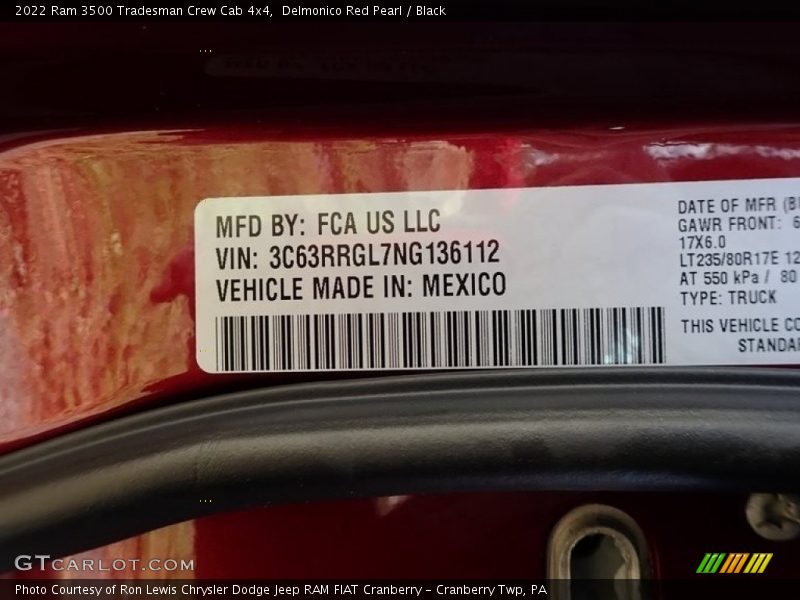 2022 Ram 3500 Tradesman Crew Cab 4x4,  Delmonico Red Pearl / Black
MFD BY: FCA US LLC
VIN: 3C63RRGL7NG136112
VEHICLE MADE IN: MEXICO
DATE OF MFR
GAWR FRONT:
17X6.0
LT235/80R17E
AT 550 kPa / 80
TYPE: TRUCK
THIS VEHICLE
GTCARLOT.COM
Photo Courtesy of Ron Lewis Chrysler Dodge Jeep RAM FIAT Cranberry – Cranberry Twp, PA